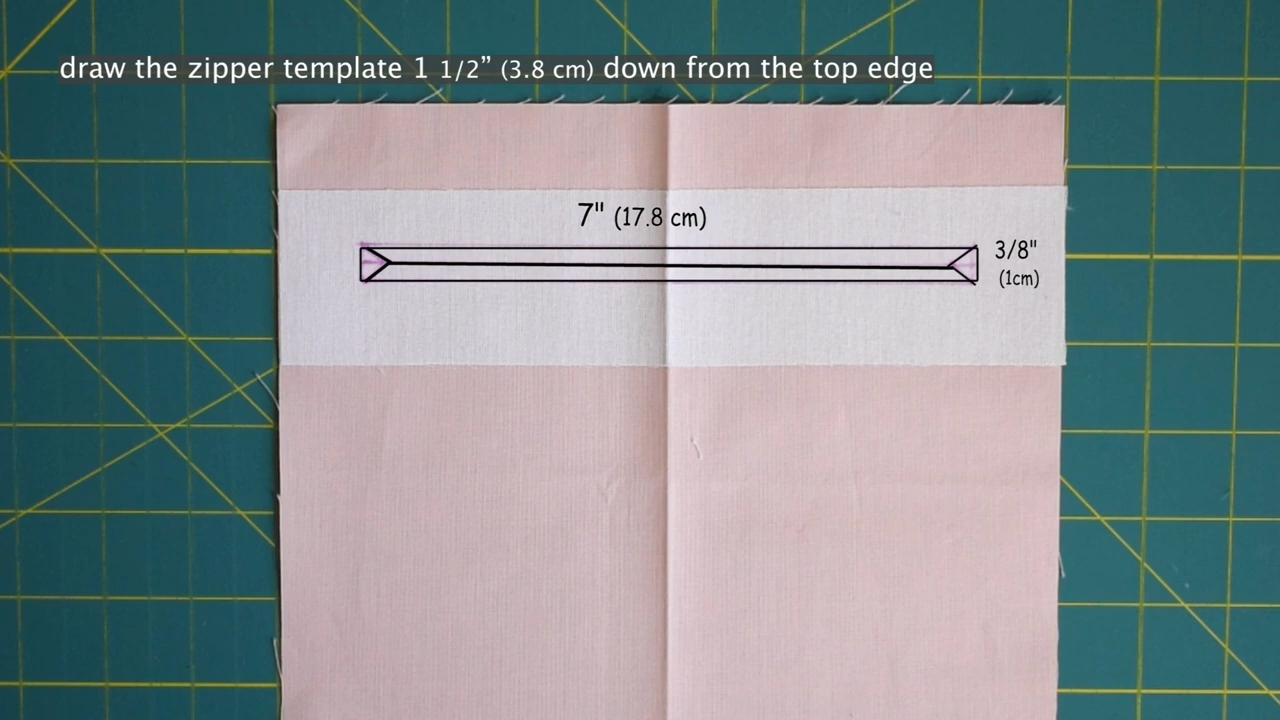 draw the zipper template 1 1/2” (3.8 cm) down from the top edge
7" (17.8 cm)
3/8"
(1cm)